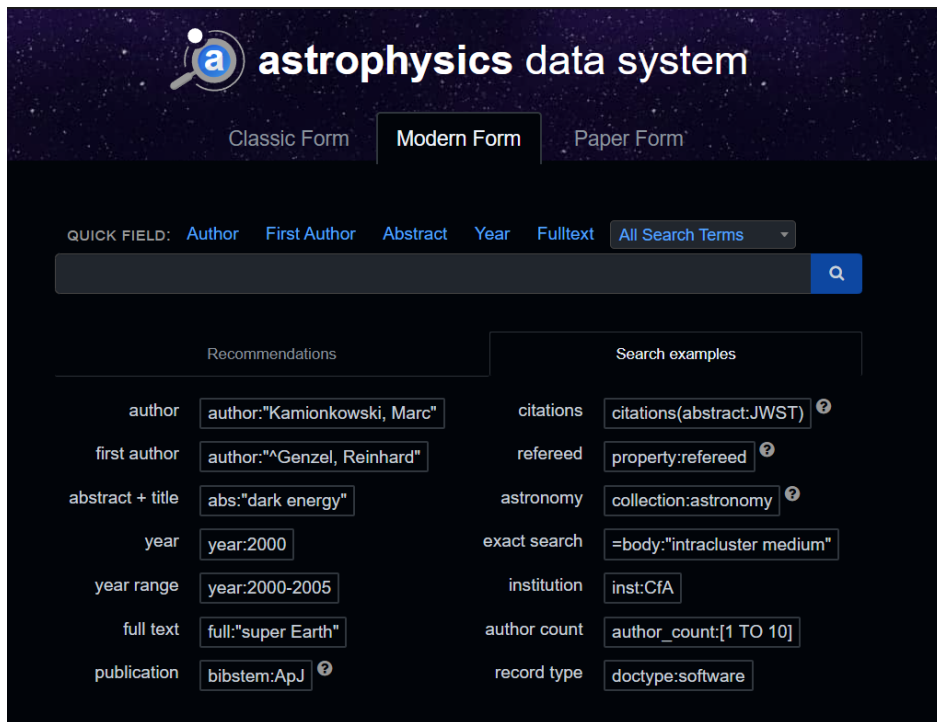 a astrophysics data system
Classic Form Modern Form Paper Form
QUICK FIELD: Author First Author Abstract Year Fulltext All Search Terms
Recommendations Search examples
author author:"Kamionkowski, Marc" citations citations(abstract:JWST) ?
first author author:"^Genzel, Reinhard" refereed property:refereed ?
abstract + title abs:"dark energy" astronomy collection:astronomy ?
year year:2000 exact search =body:"intracluster medium"
year range year:2000-2005 institution inst:CfA
full text full:"super Earth" author count author_count:[1 TO 10]
publication bibstem:ApJ ? record type doctype:software